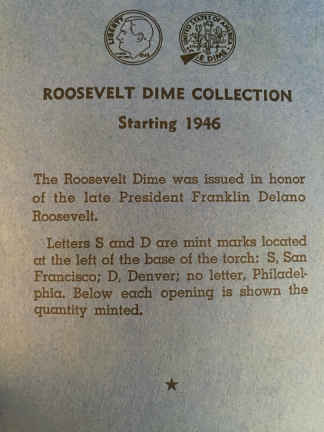 LIBERTY
UNITED STATES OF AMERICA
E DIME
ROOSEVELT DIME COLLECTION
Starting 1946
The Roosevelt Dime was issued in honor
of the late President Franklin Delano
Roosevelt.
Letters S and D are mint marks located
at the left of the base of the torch: S, San
Francisco; D, Denver; no letter, Philadel-
phia. Below each opening is shown the
quantity minted.